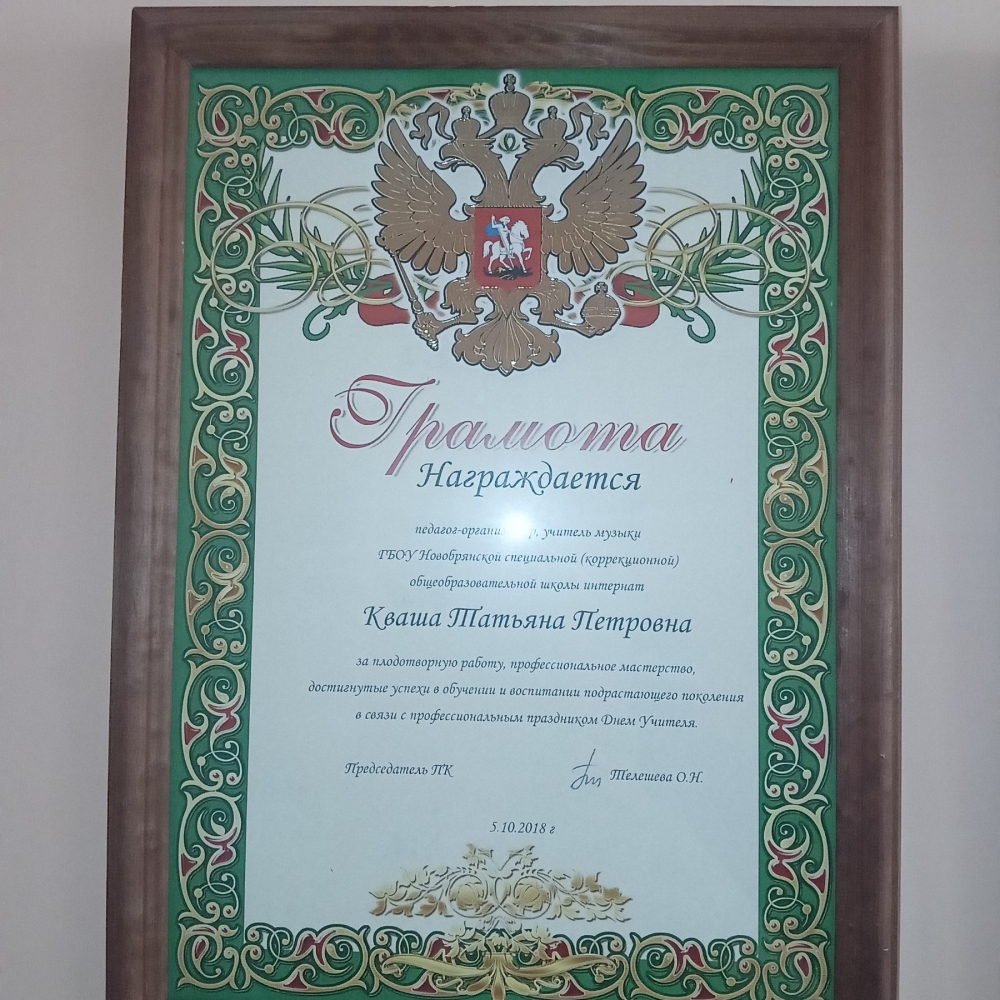 Грамота
Награждается
учитель музыки
ГБОУ Новобрянской специальной (коррекционной)
общеобразовательной школы интернат
Кваша Татьяна Петровна
за плодотворную работу, профессиональное мастерство,
достигнутые успехи в обучении и воспитании подрастающего поколения
в связи с профессиональным праздником Днем Учителя.
Председатель ПК Телешева О.Н.
5.10.2018 г